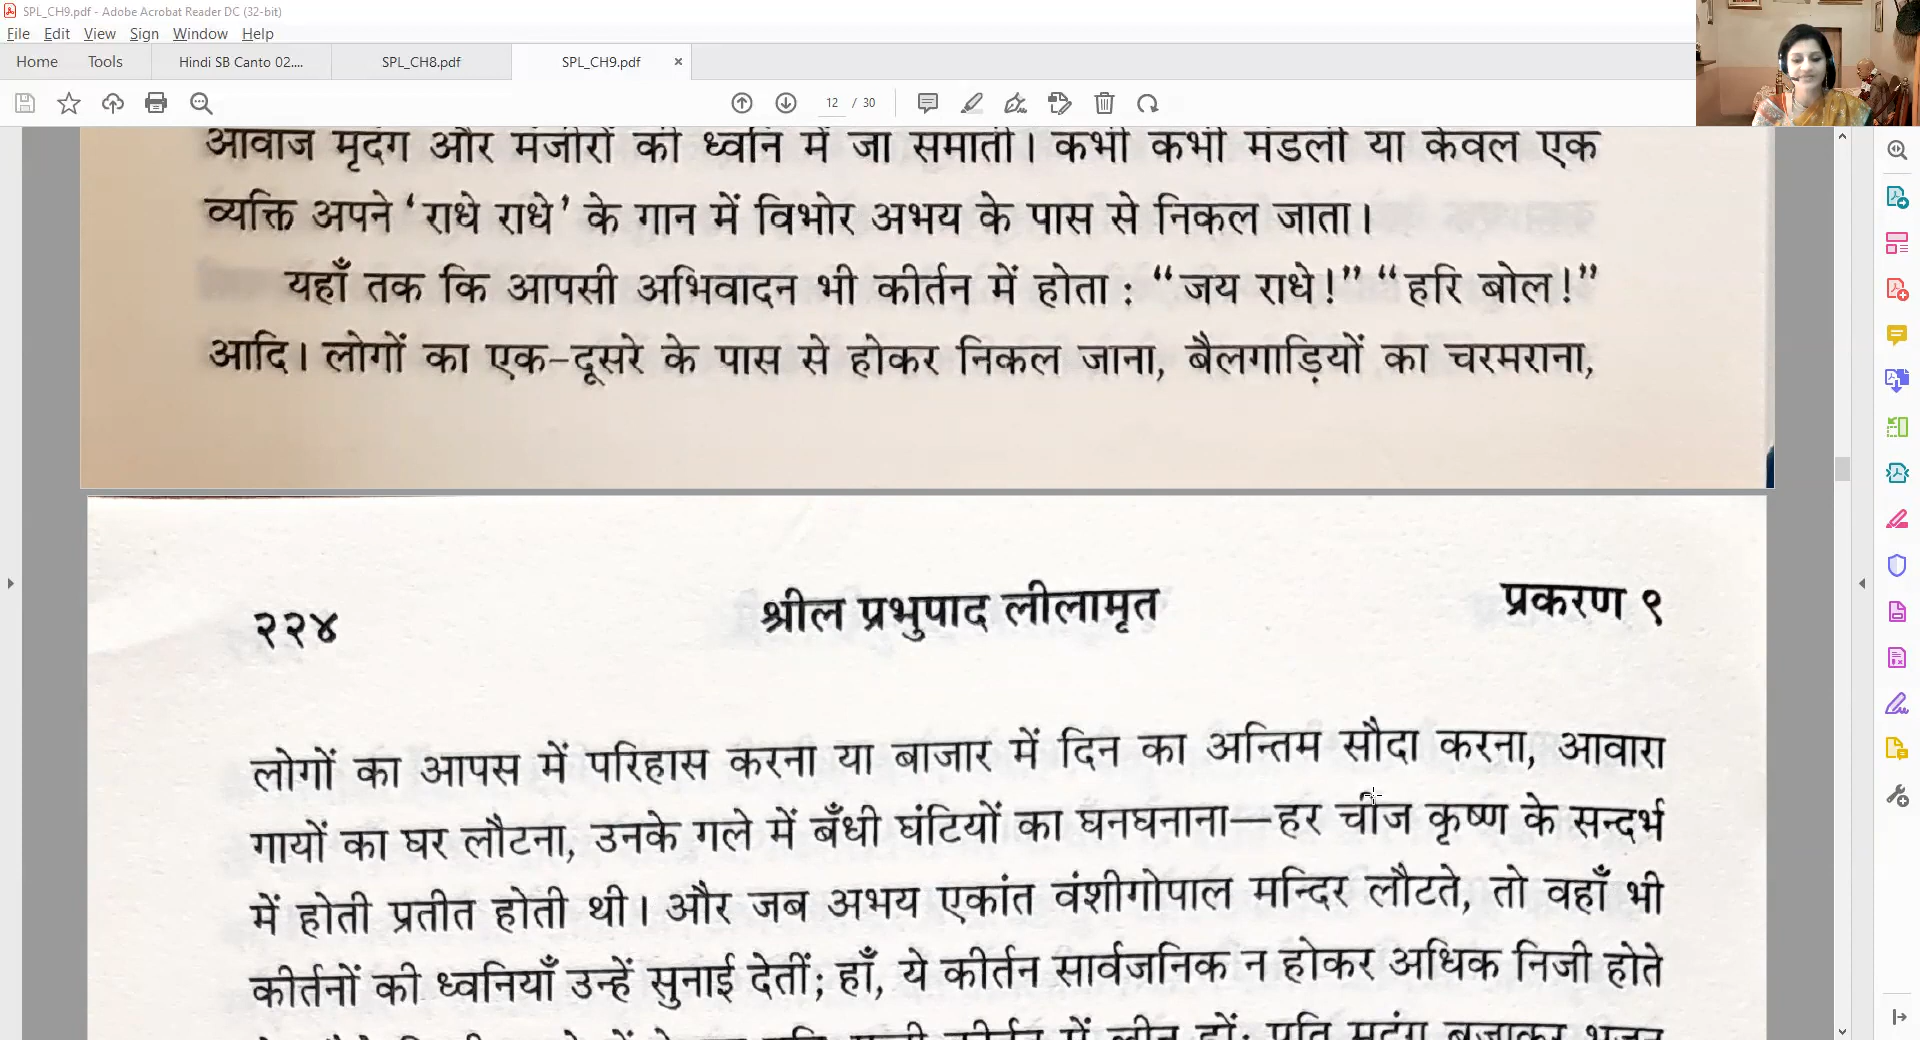 SPL_CH9.pdf - Adobe Acrobat Reader DC (32-bit)
File Edit View Sign Window Help
Home Tools Hindi SB Canto 02.... SPL_CH8.pdf SPL_CH9.pdf ×
12 / 30
आवाज मृदंग और मंजीरों की ध्वनि में जा समाती। कभी कभी मंडली या केवल एक
व्यक्ति अपने ‘राधे राधे’ के गान में विभोर अभय के पास से निकल जाता।
यहाँ तक कि आपसी अभिवादन भी कीर्तन में होता : “जय राधे!” “हरि बोल!”
आदि। लोगों का एक-दूसरे के पास से होकर निकल जाना, बैलगाड़ियों का चरमराना,
२२४ श्रील प्रभुपाद लीलामृत प्रकरण ९
लोगों का आपस में परिहास करना या बाजार में दिन का अन्तिम सौदा करना, आवारा
गायों का घर लौटना, उनके गले में बँधी घंटियों का घनघनाना—हर चीज कृष्ण के सन्दर्भ
में होती प्रतीत होती थी। और जब अभय एकांत वंशीगोपाल मन्दिर लौटते, तो वहाँ भी
कीर्तनों की ध्वनियाँ उन्हें सुनाई देतीं; हाँ, ये कीर्तन सार्वजनिक न होकर अधिक निजी होते
कीर्तन में लीन हों; मृदंग बजाकर भजन